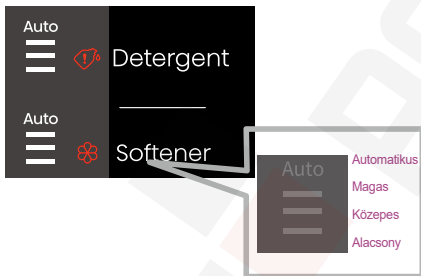 Auto
Detergent
Auto
Softener
Auto
Automatikus
Magas
Közepes
Alacsony